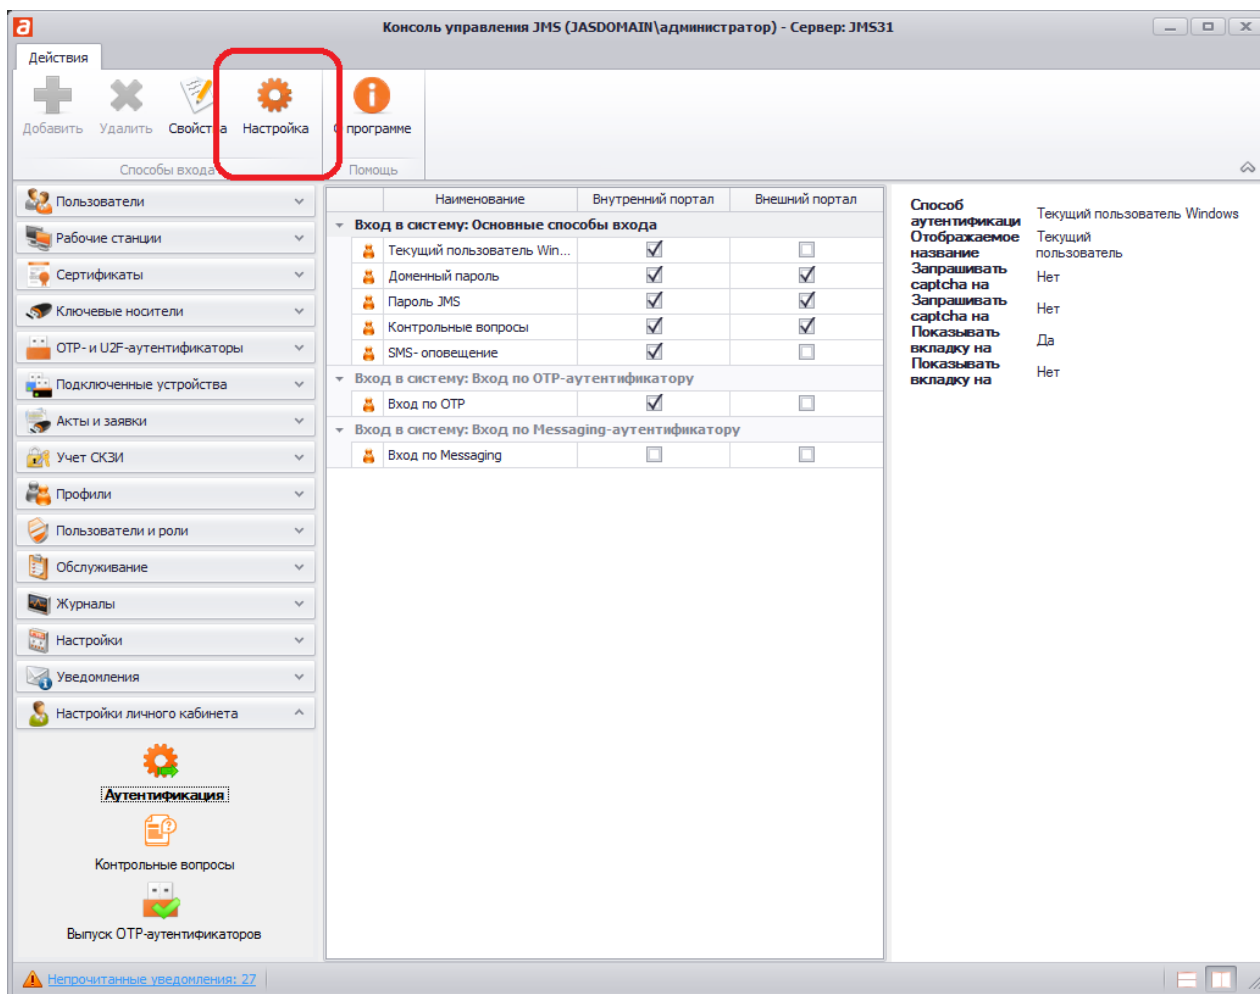 Консоль управления JMS (JASDOMAIN\администратор) - Сервер: JMS31
Действия
Добавить Удалить Свойства Настройка О программе
Способы входа Помощь
Пользователи
Рабочие станции
Сертификаты
Ключевые носители
OTP- и U2F-аутентификаторы
Подключенные устройства
Акты и заявки
Учет СКЗИ
Профили
Пользователи и роли
Обслуживание
Журналы
Настройки
Уведомления
Настройки личного кабинета
Аутентификация
Контрольные вопросы
Выпуск OTP-аутентификаторов
Наименование Внутренний портал Внешний портал
Вход в систему: Основные способы входа
Текущий пользователь Win...
Доменный пароль
Пароль JMS
Контрольные вопросы
SMS- оповещение
Вход в систему: Вход по OTP-аутентификатору
Вход по OTP
Вход в систему: Вход по Messaging-аутентификатору
Вход по Messaging
Способ
аутентификаци Текущий пользователь Windows
Отображаемое Текущий
название пользователь
Запрашивать
captcha на Нет
Запрашивать
captcha на Нет
Показывать
вкладку на Да
Показывать
вкладку на Нет
Непрочитанные уведомления: 27